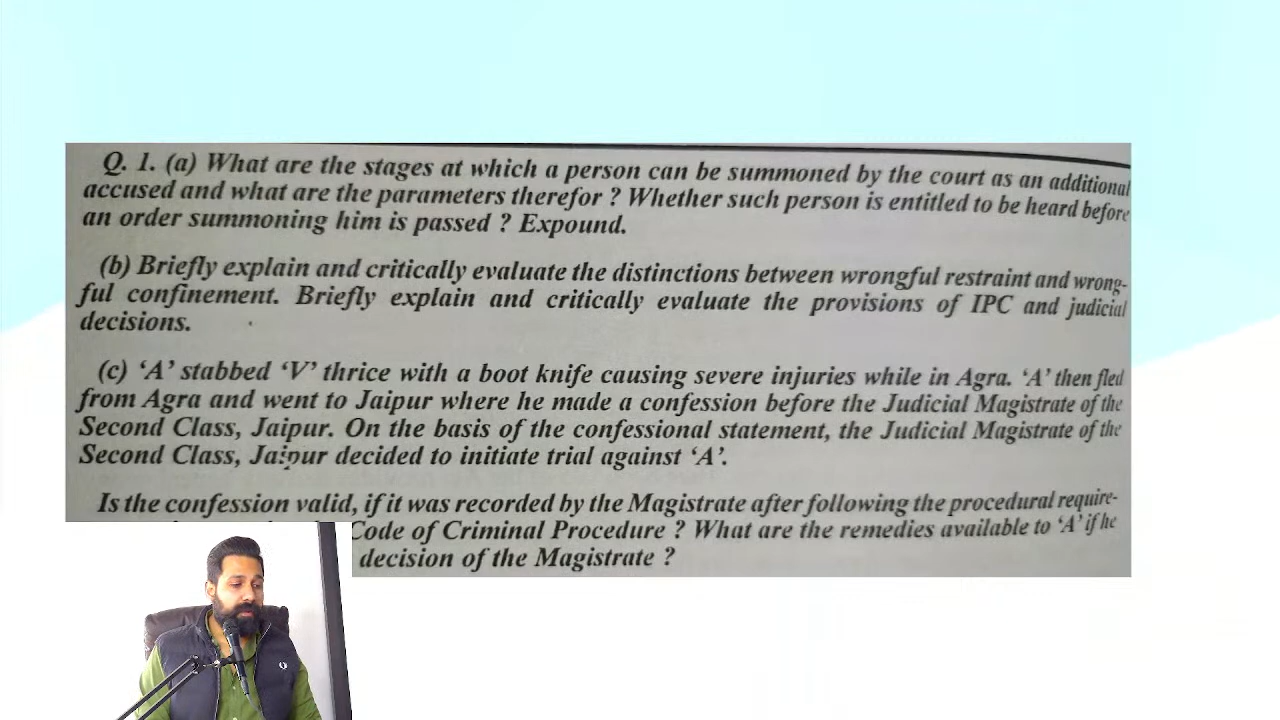 Q. 1. (a) What are the stages at which a person can be summoned by the court as an additional
accused and what are the parameters therefor ? Whether such person is entitled to be heard before
an order summoning him is passed ? Expound.
(b) Briefly explain and critically evaluate the distinctions between wrongful restraint and wrong-
ful confinement. Briefly explain and critically evaluate the provisions of IPC and judicial
decisions.
(c) ‘A’ stabbed ‘V’ thrice with a boot knife causing severe injuries while in Agra. ‘A’ then fled
from Agra and went to Jaipur where he made a confession before the Judicial Magistrate of the
Second Class, Jaipur. On the basis of the confessional statement, the Judicial Magistrate of the
Second Class, Jaipur decided to initiate trial against ‘A’.
Is the confession valid, if it was recorded by the Magistrate after following the procedural require-
Code of Criminal Procedure ? What are the remedies available to ‘A’ if he
decision of the Magistrate ?